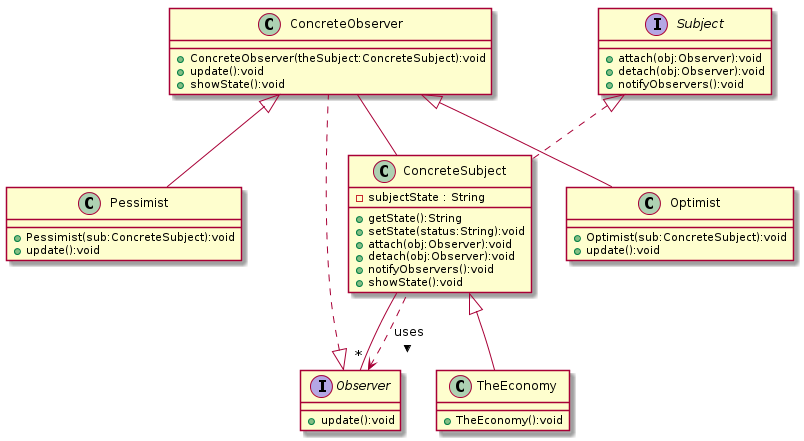 C ConcreteObserver
ConcreteObserver(theSubject:ConcreteSubject):void
update():void
showState():void
I Subject
attach(obj:Observer):void
detach(obj:Observer):void
notifyObservers():void
C Pessimist
Pessimist(sub:ConcreteSubject):void
update():void
C ConcreteSubject
subjectState : String
getState():String
setState(status:String):void
attach(obj:Observer):void
detach(obj:Observer):void
notifyObservers():void
showState():void
C Optimist
Optimist(sub:ConcreteSubject):void
update():void
uses
*
I Observer
update():void
C TheEconomy
TheEconomy():void